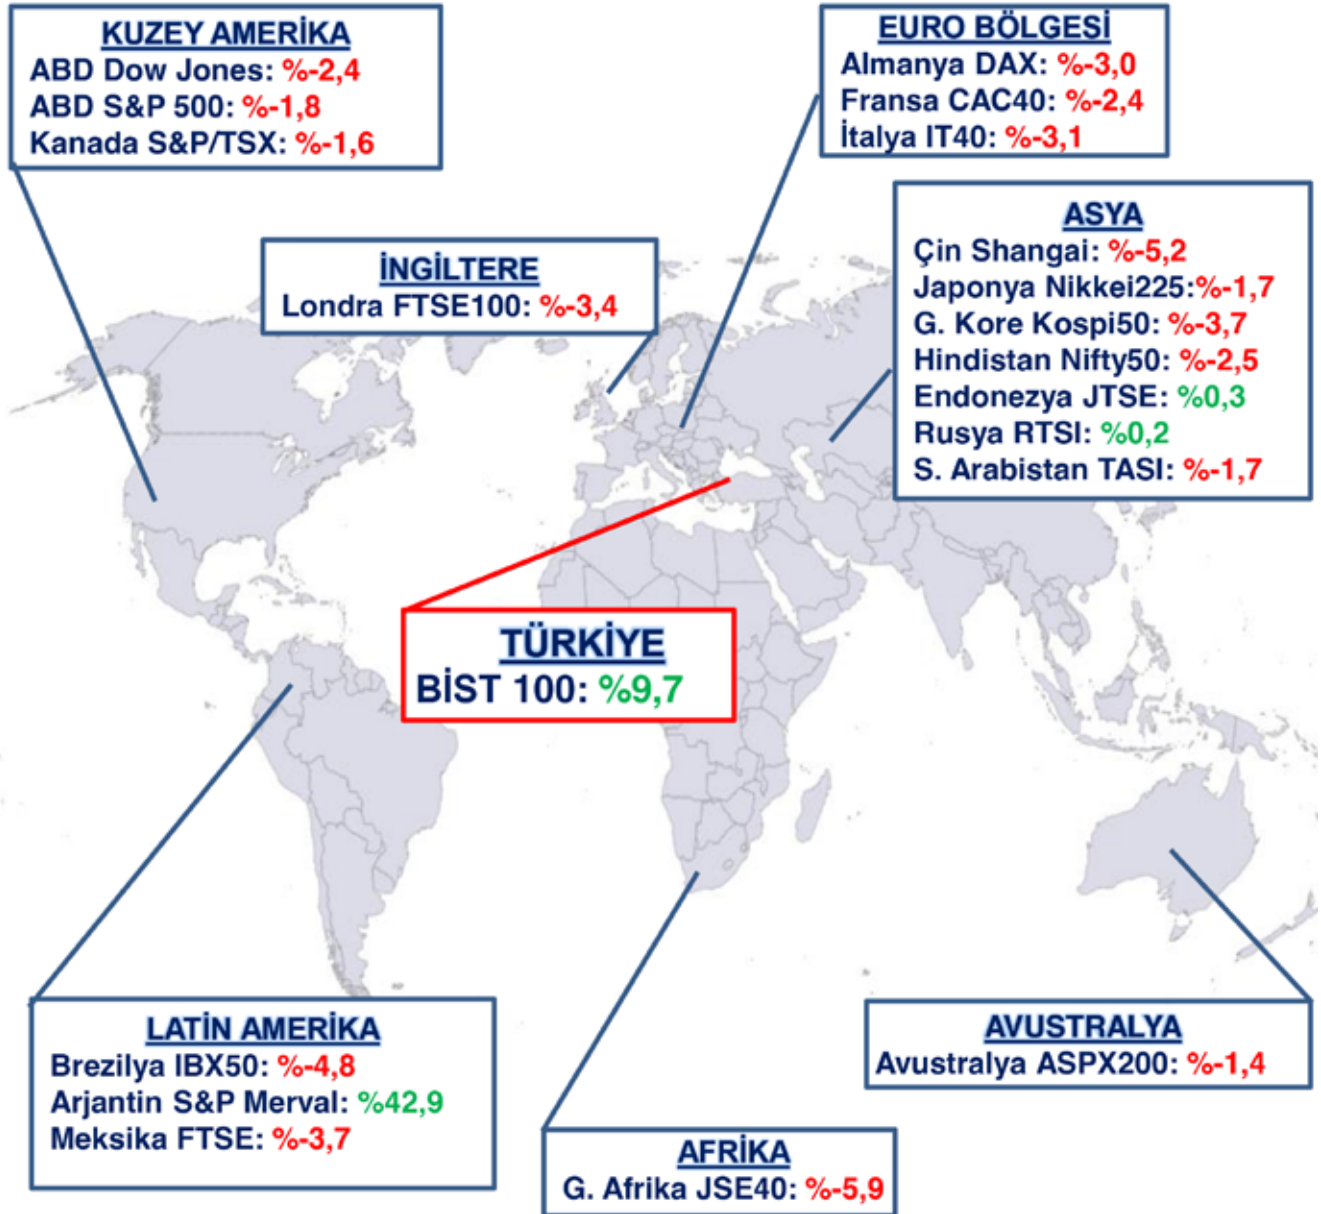 KUZEY AMERİKA
ABD Dow Jones: %-2,4
ABD S&P 500: %-1,8
Kanada S&P/TSX: %-1,6
EURO BÖLGESİ
Almanya DAX: %-3,0
Fransa CAC40: %-2,4
İtalya IT40: %-3,1
İNGİLTERE
Londra FTSE100: %-3,4
ASYA
Çin Shangai: %-5,2
Japonya Nikkei225:%-1,7
G. Kore Kospi50: %-3,7
Hindistan Nifty50: %-2,5
Endonezya JTSE: %0,3
Rusya RTSI: %0,2
S. Arabistan TASI: %-1,7
TÜRKİYE
BİST 100: %9,7
LATİN AMERİKA
Brezilya IBX50: %-4,8
Arjantin S&P Merval: %42,9
Meksika FTSE: %-3,7
AVUSTRALYA
Avustralya ASPX200: %-1,4
AFRİKA
G. Afrika JSE40: %-5,9